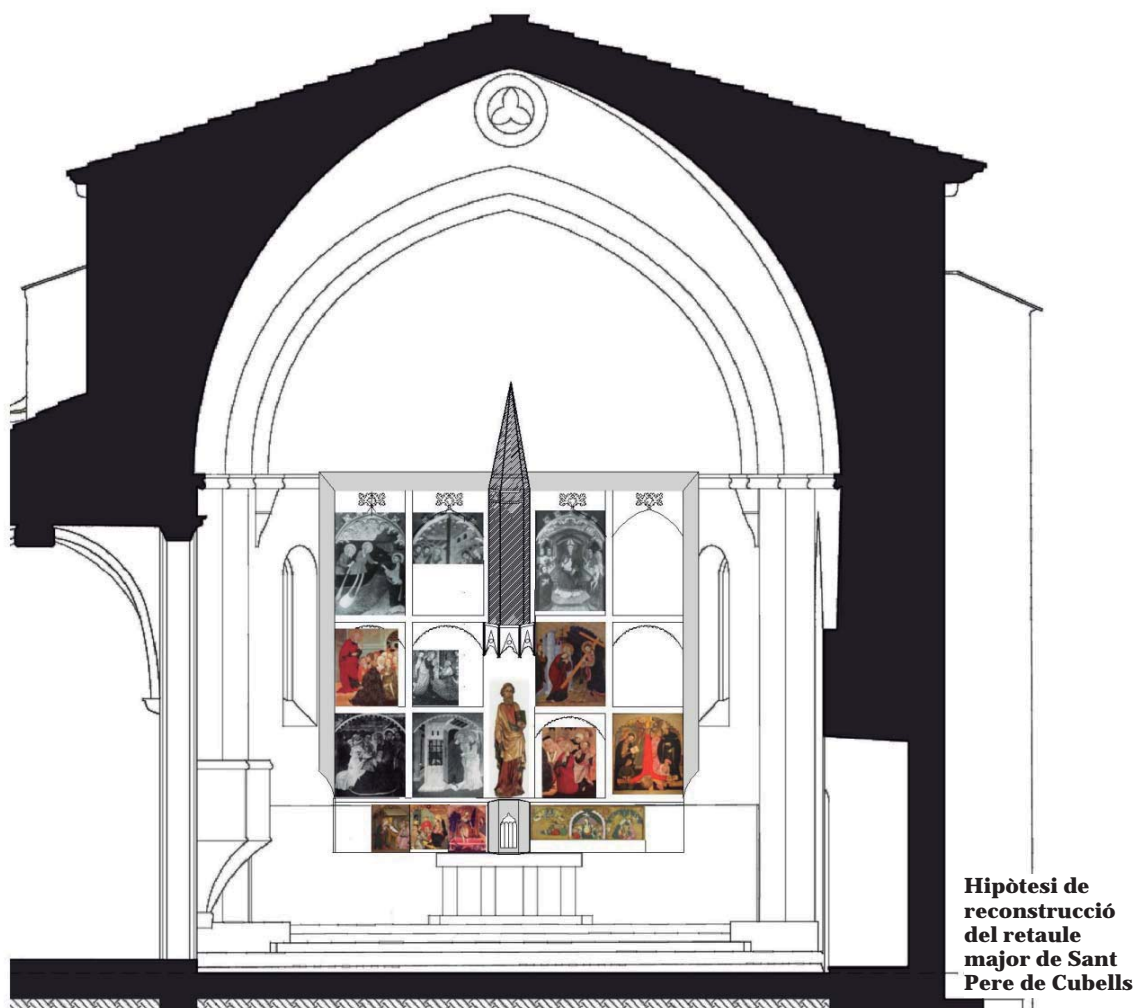 Hipòtesi de
reconstrucció
del retaule
major de Sant
Pere de Cubells